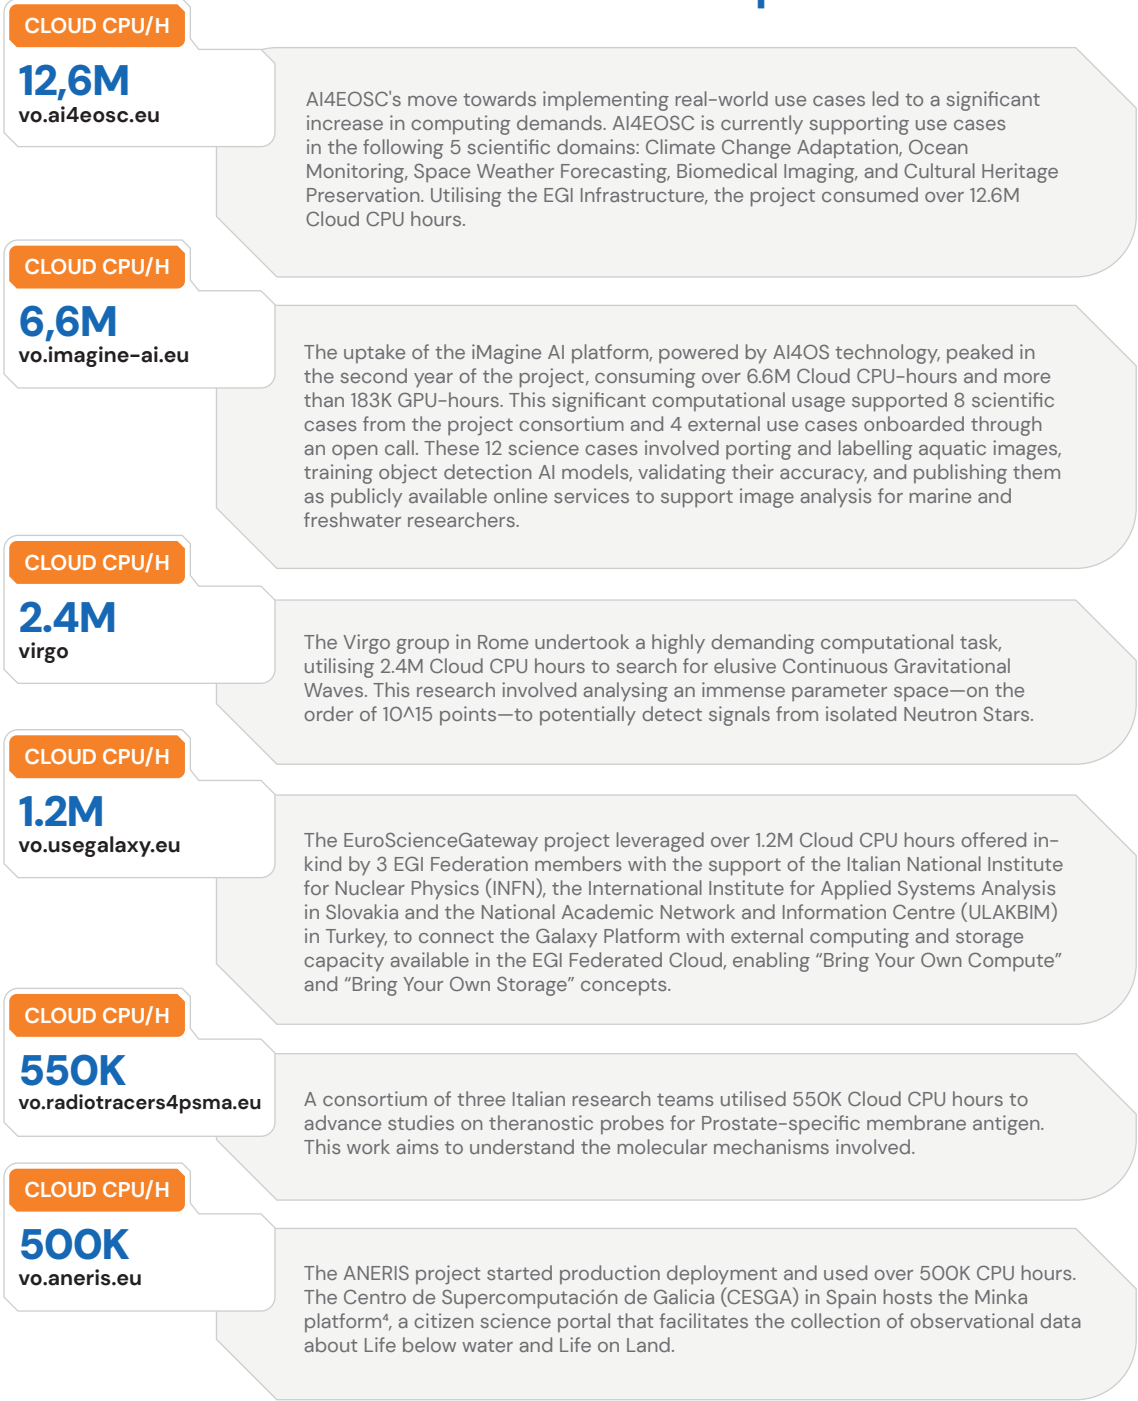 CLOUD CPU/H
12,6M
vo.ai4eosc.eu
AI4EOSC's move towards implementing real-world use cases led to a significant
increase in computing demands. AI4EOSC is currently supporting use cases
in the following 5 scientific domains: Climate Change Adaptation, Ocean
Monitoring, Space Weather Forecasting, Biomedical Imaging, and Cultural Heritage
Preservation. Utilising the EGI Infrastructure, the project consumed over 12.6M
Cloud CPU hours.
CLOUD CPU/H
6,6M
vo.imagine-ai.eu
The uptake of the iMagine AI platform, powered by AI4OS technology, peaked in
the second year of the project, consuming over 6.6M Cloud CPU-hours and more
than 183K GPU-hours. This significant computational usage supported 8 scientific
cases from the project consortium and 4 external use cases onboarded through
an open call. These 12 science cases involved porting and labelling aquatic images,
training object detection AI models, validating their accuracy, and publishing them
as publicly available online services to support image analysis for marine and
freshwater researchers.
CLOUD CPU/H
2.4M
virgo
The Virgo group in Rome undertook a highly demanding computational task,
utilising 2.4M Cloud CPU hours to search for elusive Continuous Gravitational
Waves. This research involved analysing an immense parameter space—on the
order of 10^15 points—to potentially detect signals from isolated Neutron Stars.
CLOUD CPU/H
1.2M
vo.usegalaxy.eu
The EuroScienceGateway project leveraged over 1.2M Cloud CPU hours offered in-
kind by 3 EGI Federation members with the support of the Italian National Institute
for Nuclear Physics (INFN), the International Institute for Applied Systems Analysis
in Slovakia and the National Academic Network and Information Centre (ULAKBIM)
in Turkey, to connect the Galaxy Platform with external computing and storage
capacity available in the EGI Federated Cloud, enabling “Bring Your Own Compute”
and “Bring Your Own Storage” concepts.
CLOUD CPU/H
550K
vo.radiotracers4psma.eu
A consortium of three Italian research teams utilised 550K Cloud CPU hours to
advance studies on theranostic probes for Prostate-specific membrane antigen.
This work aims to understand the molecular mechanisms involved.
CLOUD CPU/H
500K
vo.aneris.eu
The ANERIS project started production deployment and used over 500K CPU hours.
The Centro de Supercomputación de Galicia (CESGA) in Spain hosts the Minka
platform⁴, a citizen science portal that facilitates the collection of observational data
about Life below water and Life on Land.